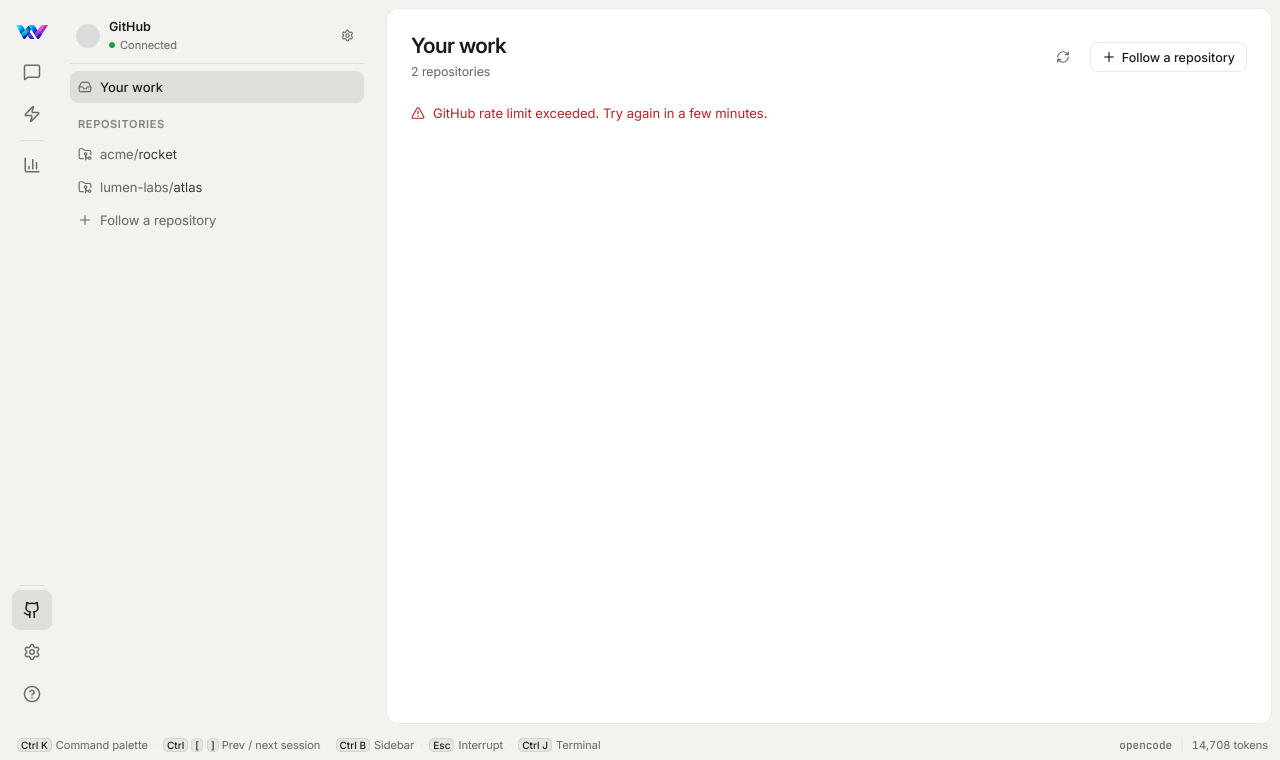 GitHub
Connected
Your work
REPOSITORIES
acme/rocket
lumen-labs/atlas
Follow a repository
Your work
2 repositories
Follow a repository
GitHub rate limit exceeded. Try again in a few minutes.
Ctrl K Command palette Ctrl [ ] Prev / next session Ctrl B Sidebar Esc Interrupt Ctrl J Terminal
opencode 14,708 tokens